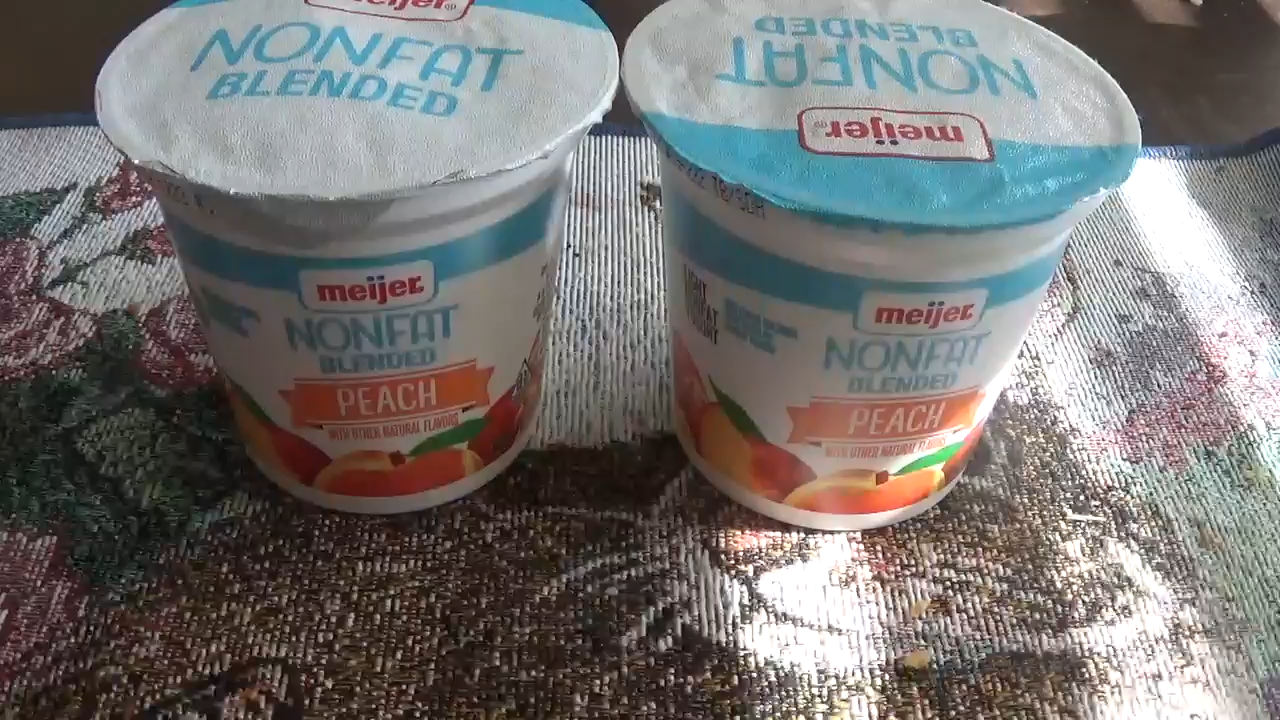 meijer
NONFAT
BLENDED
meijer
NONFAT
BLENDED
PEACH
WITH OTHER NATURAL FLAVORS
NONFAT
BLENDED
meijer
LIGHT
meijer
NONFAT
BLENDED
PEACH
WITH OTHER NATURAL FLAVORS